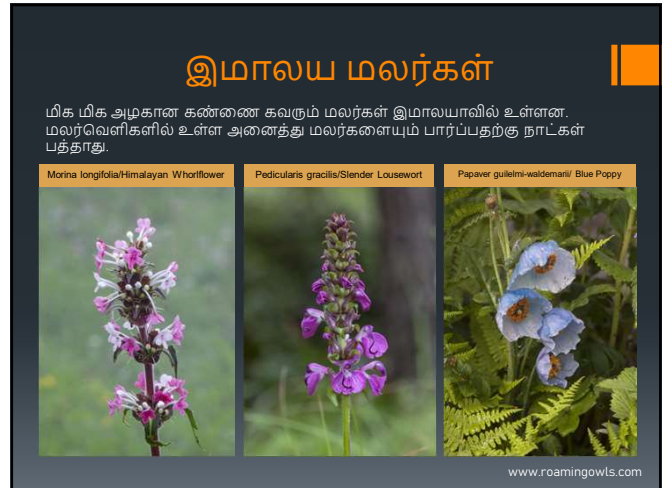 இமாலய மலர்கள்
மிக மிக அழகான கண்ணை கவரும் மலர்கள் இமாலயாவில் உள்ளன.
மலர்வெளிகளில் உள்ள அனைத்து மலர்களையும் பார்ப்பதற்கு நாட்கள்
பத்தாது.
Morina longifolia/Himalayan Whorlflower
Pedicularis gracilis/Slender Lousewort
Papaver guilelmi-waldemarii/ Blue Poppy
www.roamingowls.com